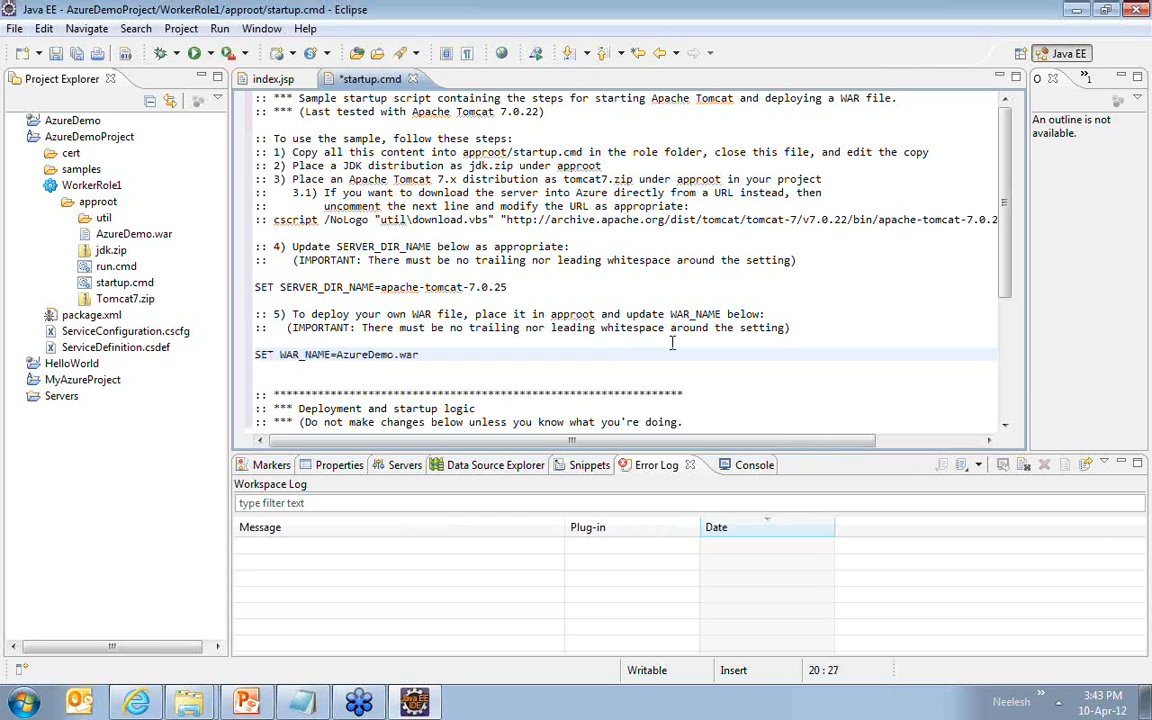 Java EE - AzureDemoProject/WorkerRole1/approot/startup.cmd - Eclipse
File Edit Navigate Search Project Run Window Help
Java EE
Project Explorer
index.jsp
*startup.cmd
O
»1
AzureDemo
AzureDemoProject
cert
samples
WorkerRole1
approot
util
AzureDemo.war
jdk.zip
run.cmd
startup.cmd
Tomcat7.zip
package.xml
ServiceConfiguration.cscfg
ServiceDefinition.csdef
HelloWorld
MyAzureProject
Servers
:: *** Sample startup script containing the steps for starting Apache Tomcat and deploying a WAR file.
:: *** (Last tested with Apache Tomcat 7.0.22)
:: To use the sample, follow these steps:
:: 1) Copy all this content into approot/startup.cmd in the role folder, close this file, and edit the copy
:: 2) Place a JDK distribution as jdk.zip under approot
:: 3) Place an Apache Tomcat 7.x distribution as tomcat7.zip under approot in your project
:: 3.1) If you want to download the server into Azure directly from a URL instead, then
:: uncomment the next line and modify the URL as appropriate:
:: cscript /NoLogo "util\download.vbs" "http://archive.apache.org/dist/tomcat/tomcat-7/v7.0.22/bin/apache-tomcat-7.0.2
:: 4) Update SERVER_DIR_NAME below as appropriate:
:: (IMPORTANT: There must be no trailing nor leading whitespace around the setting)
SET SERVER_DIR_NAME=apache-tomcat-7.0.25
:: 5) To deploy your own WAR file, place it in approot and update WAR_NAME below:
:: (IMPORTANT: There must be no trailing nor leading whitespace around the setting)
SET WAR_NAME=AzureDemo.war
:: ******************************************************************
:: *** Deployment and startup logic
:: *** (Do not make changes below unless you know what you're doing.
An outline is not
available.
Markers Properties Servers Data Source Explorer Snippets Error Log Console
Workspace Log
type filter text
Message Plug-in Date
Writable Insert 20 : 27
Neelesh
3:43 PM
10-Apr-12